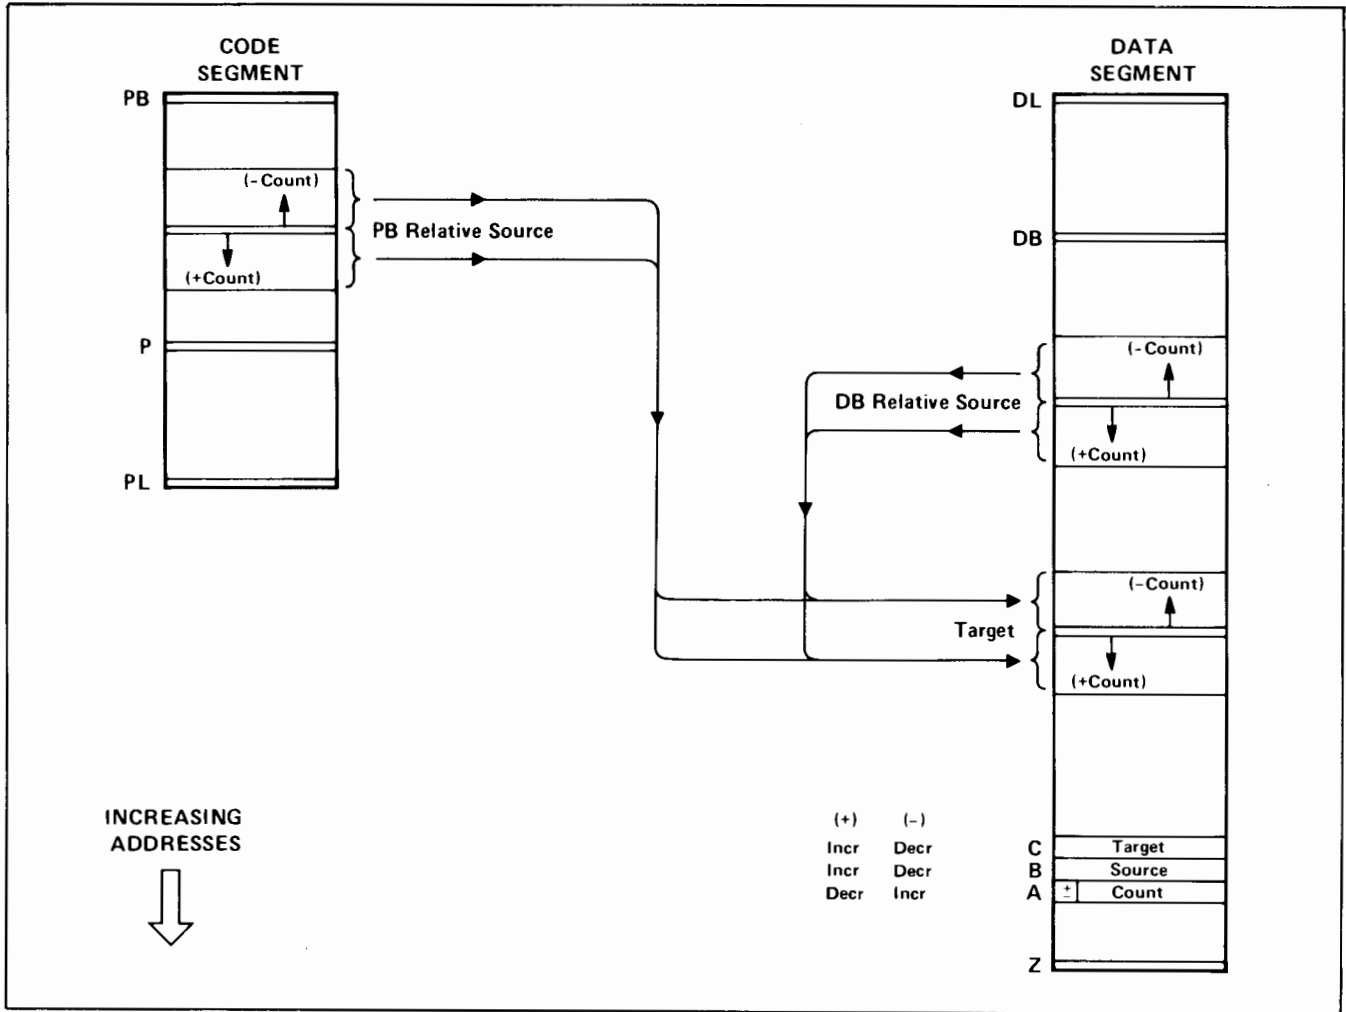 CODE
SEGMENT
PB
(-Count)
(+Count)
PB Relative Source
P
PL
DATA
SEGMENT
DL
DB
(-Count)
DB Relative Source
(+Count)
(-Count)
Target
(+Count)
INCREASING
ADDRESSES
(+) (-)
Incr Decr C Target
Incr Decr B Source
Decr Incr A ± Count
Z